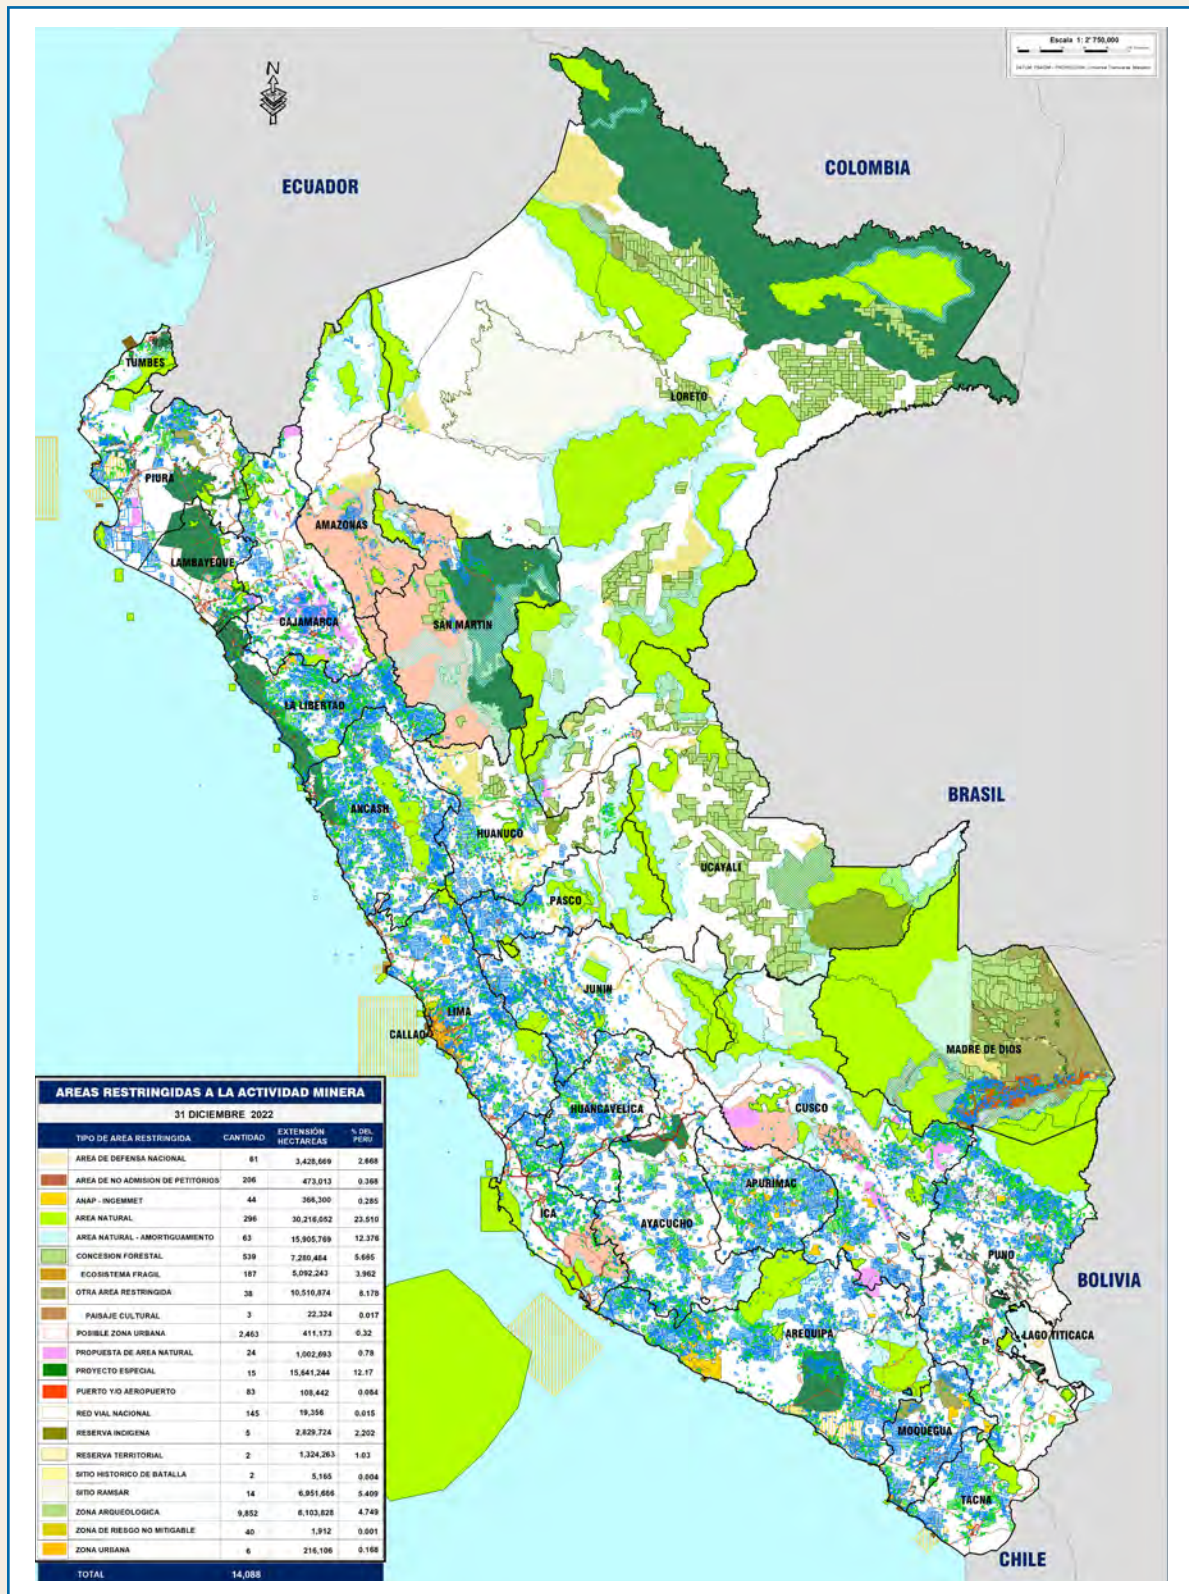 Escala 1: 2'750,000
N
COLOMBIA
ECUADOR
TUMBES
LORETO
PIURA
AMAZONAS
LAMBAYEQUE
CAJAMARCA
SAN MARTIN
LA LIBERTAD
BRASIL
ANCASH
HUANUCO
UCAYALI
PASCO
JUNIN
LIMA
CALLAO
MADRE DE DIOS
HUANCAVELICA
CUSCO
APURIMAC
ICA
AYACUCHO
PUNO
BOLIVIA
AREQUIPA
LAGO TITICACA
MOQUEGUA
TACNA
CHILE
AREAS RESTRINGIDAS A LA ACTIVIDAD MINERA
31 DICIEMBRE 2022
TIPO DE AREA RESTRINGIDA CANTIDAD EXTENSIÓN HECTAREAS % DEL PERU
AREA DE DEFENSA NACIONAL 61 3,428,669 2.668
AREA DE NO ADMISION DE PETITORIOS 206 473,013 0.368
ANAP - INGEMMET 44 366,300 0.285
AREA NATURAL 296 30,216,052 23.510
AREA NATURAL - AMORTIGUAMIENTO 63 15,905,769 12.376
CONCESION FORESTAL 539 7,280,484 5.665
ECOSISTEMA FRAGIL 187 5,092,243 3.962
OTRA AREA RESTRINGIDA 38 10,510,874 8.178
PAISAJE CULTURAL 3 22,324 0.017
POSIBLE ZONA URBANA 2,463 411,173 0.32
PROPUESTA DE AREA NATURAL 24 1,002,693 0.78
PROYECTO ESPECIAL 15 15,641,244 12.17
PUERTO Y/O AEROPUERTO 83 108,442 0.084
RED VIAL NACIONAL 145 19,356 0.015
RESERVA INDIGENA 5 2,829,724 2.202
RESERVA TERRITORIAL 2 1,324,263 1.03
SITIO HISTORICO DE BATALLA 2 5,165 0.004
SITIO RAMSAR 14 6,951,686 5.409
ZONA ARQUEOLOGICA 9,852 6,103,828 4.749
ZONA DE RIESGO NO MITIGABLE 40 1,912 0.001
ZONA URBANA 6 216,106 0.168
TOTAL 14,088